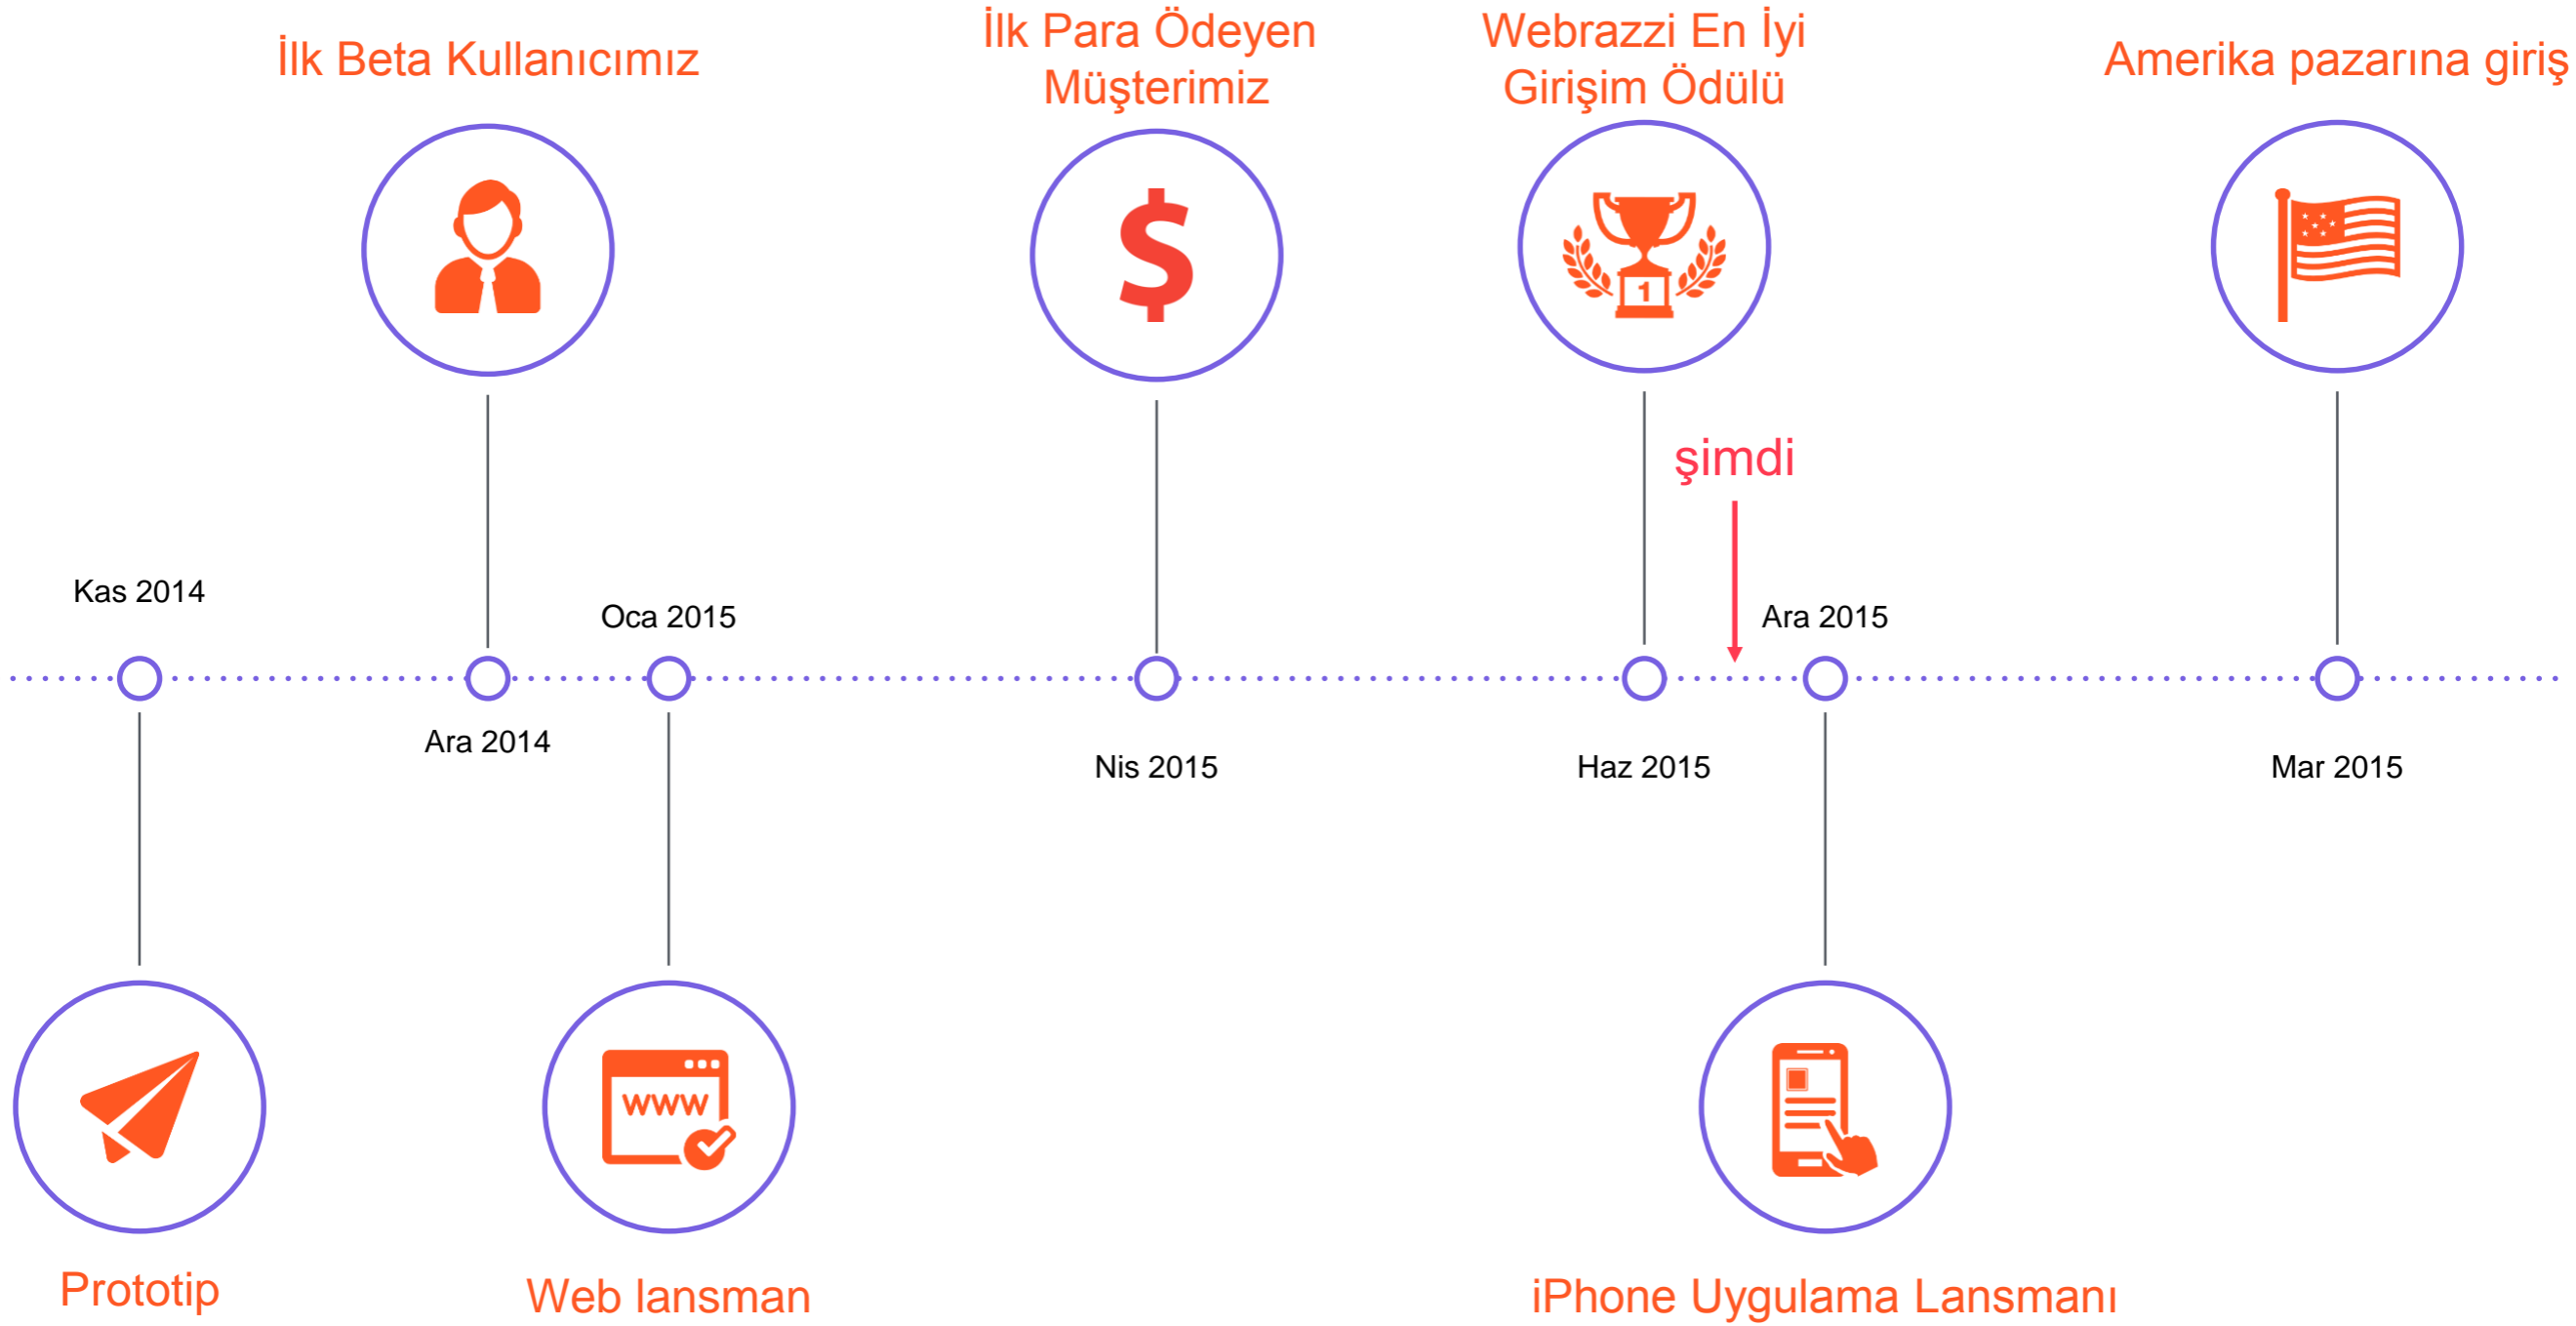 İlk Beta Kullanıcımız
İlk Para Ödeyen
Müşterimiz
Webrazzi En İyi
Girişim Ödülü
Amerika pazarına giriş
1
şimdi
Kas 2014
Oca 2015
Ara 2015
Ara 2014
Nis 2015
Haz 2015
Mar 2015
www
Prototip
Web lansman
iPhone Uygulama Lansmanı